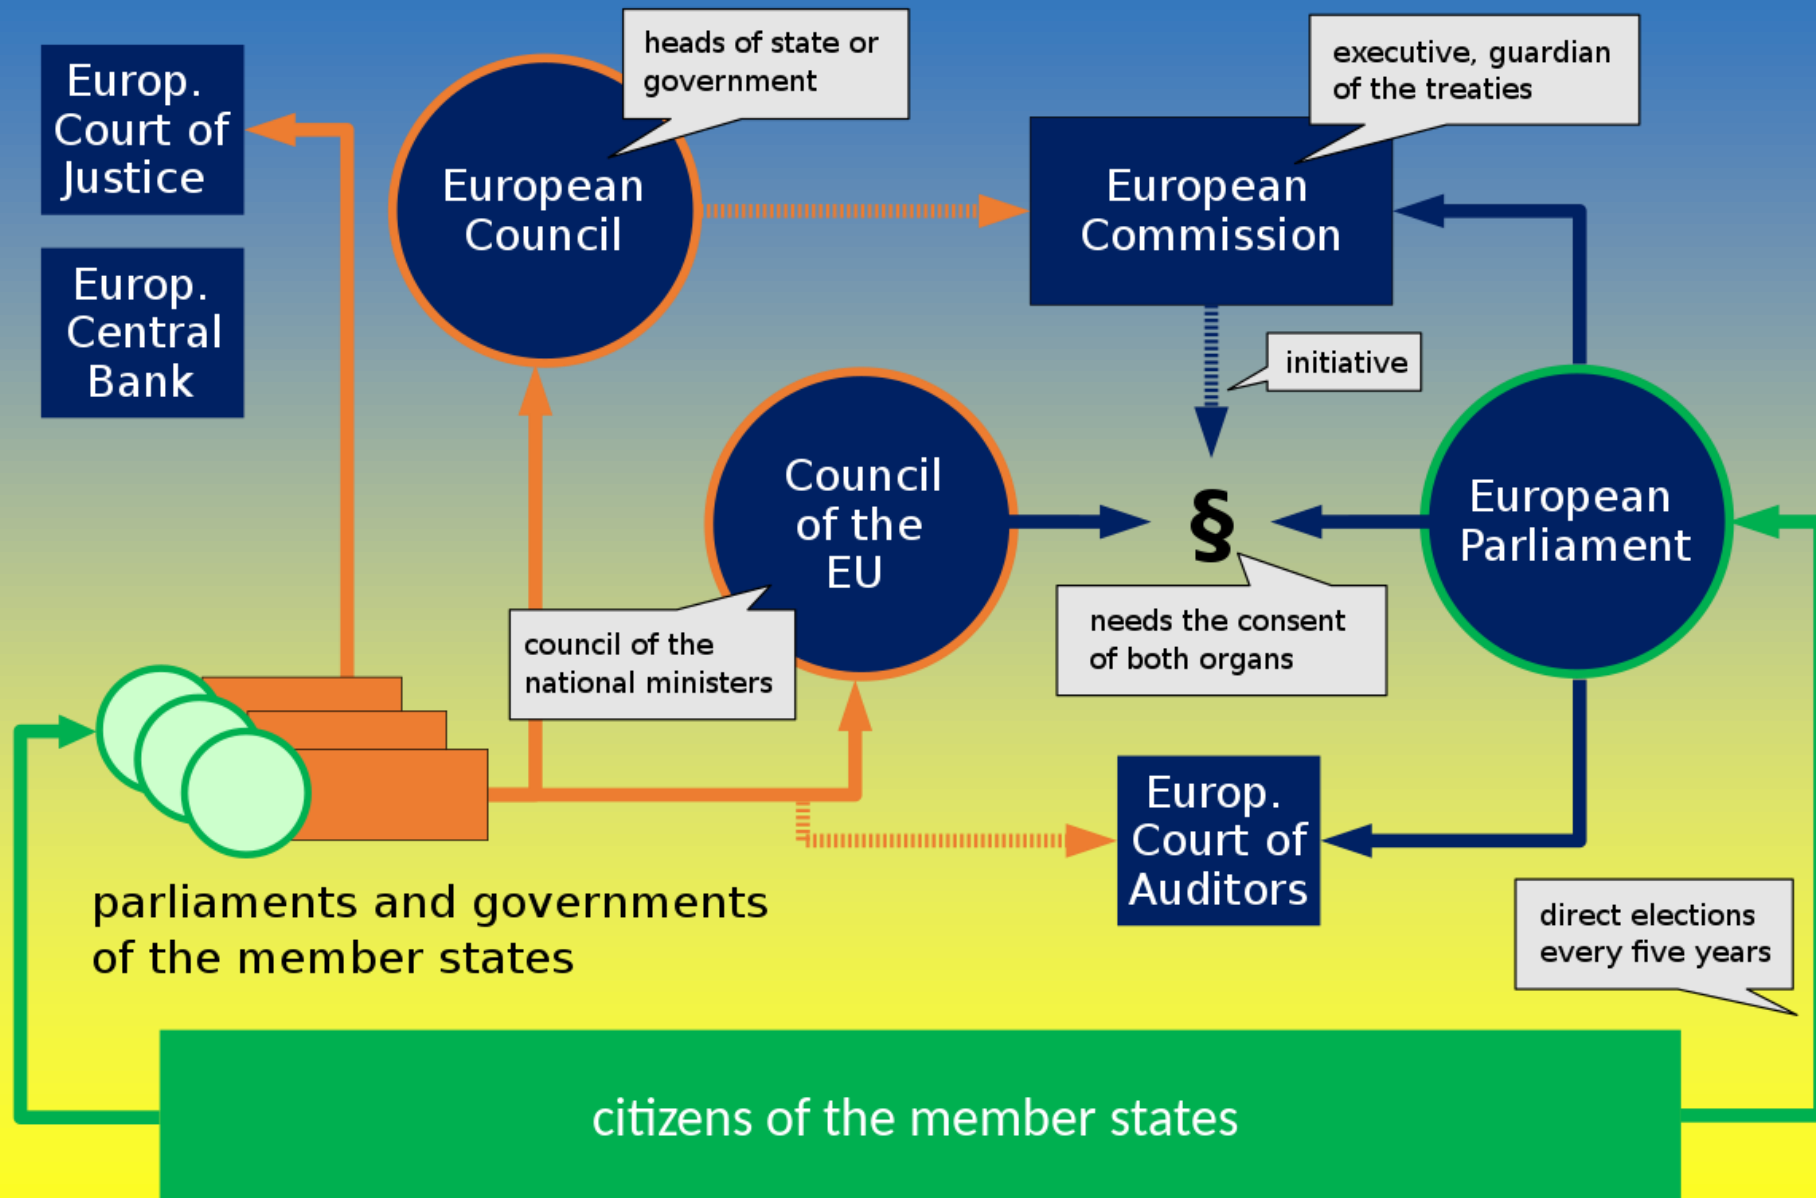 heads of state or
government
executive, guardian
of the treaties
Europ.
Court of
Justice
European
Council
European
Commission
Europ.
Central
Bank
initiative
Council
of the
EU
§
European
Parliament
council of the
national ministers
needs the consent
of both organs
Europ.
Court of
Auditors
parliaments and governments
of the member states
direct elections
every five years
citizens of the member states